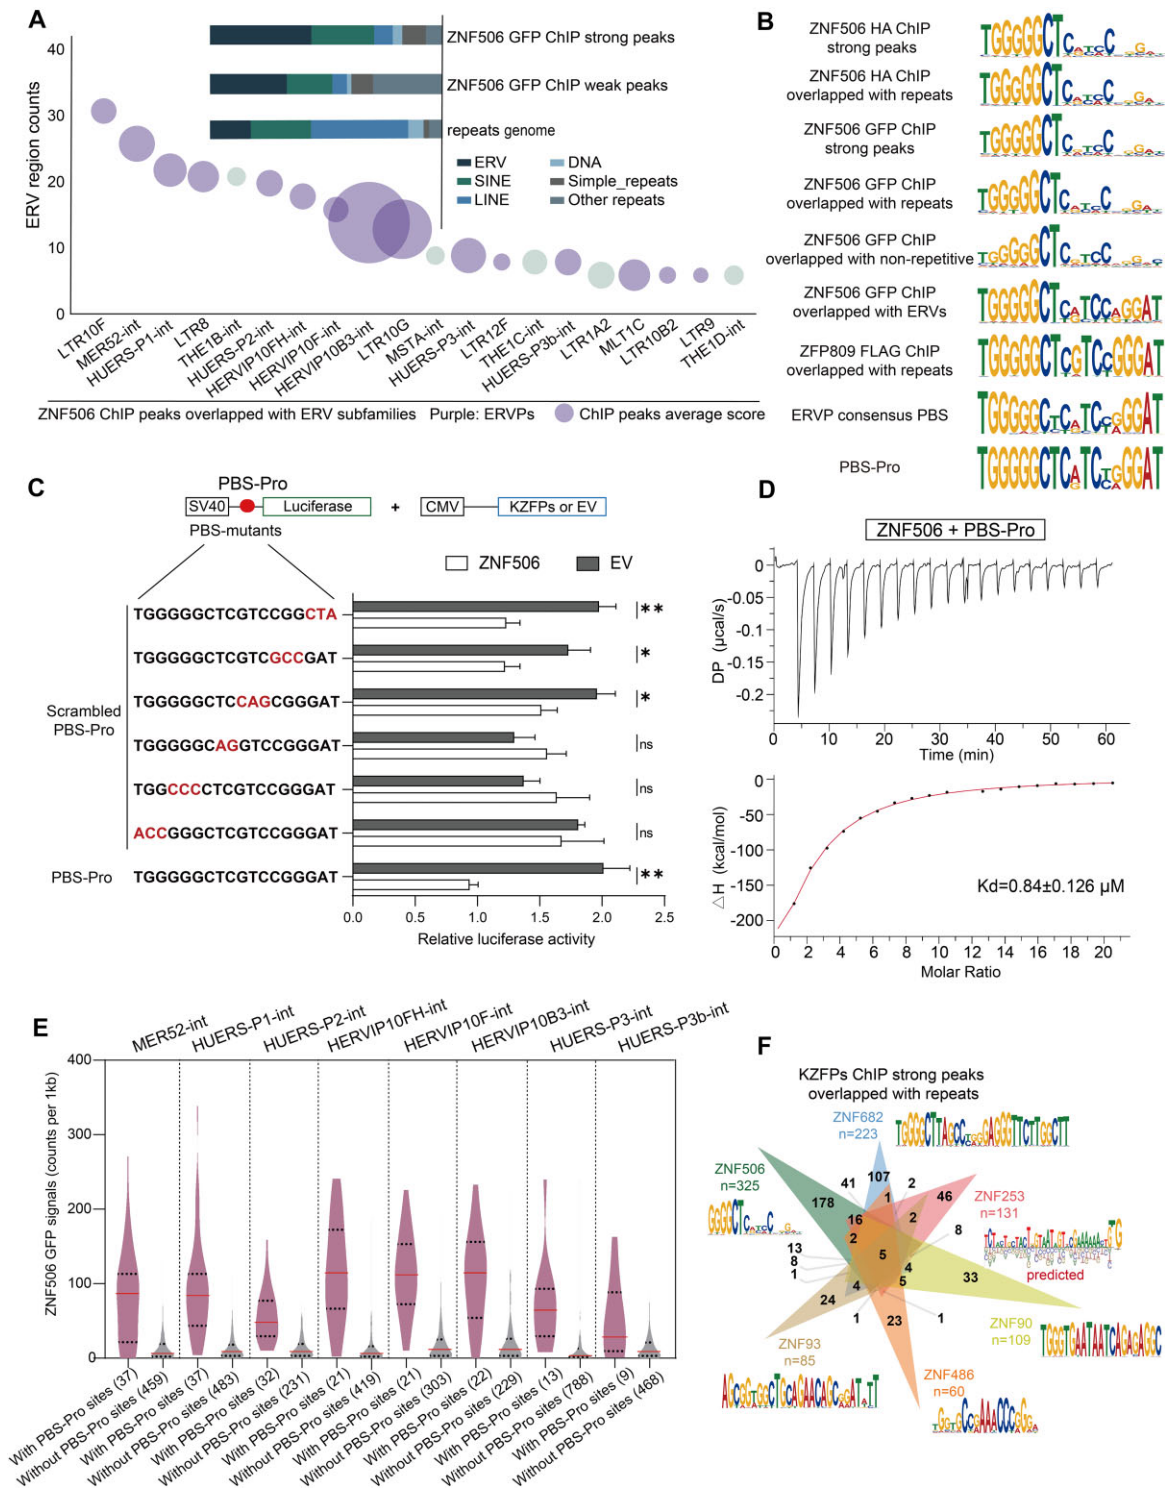 A
40
30
20
10
0
ERV region counts
ZNF506 GFP ChIP strong peaks
ZNF506 GFP ChIP weak peaks
repeats genome
ERV
SINE
LINE
DNA
Simple_repeats
Other repeats
LTR10F
MER52-int
HUERS-P1-int
LTR8
THE1B-int
HUERS-P2-int
HERVIP10FH-int
HERVIP10F-int
HERVIP10B3-int
LTR10G
MSTA-int
HUERS-P3-int
LTR12F
THE1C-int
HUERS-P3b-int
LTR1A2
MLT1C
LTR10B2
LTR9
THE1D-int
ZNF506 ChIP peaks overlapped with ERV subfamilies Purple: ERVPs ChIP peaks average score
B
ZNF506 HA ChIP
strong peaks
ZNF506 HA ChIP
overlapped with repeats
ZNF506 GFP ChIP
strong peaks
ZNF506 GFP ChIP
overlapped with repeats
ZNF506 GFP ChIP
overlapped with non-repetitive
ZNF506 GFP ChIP
overlapped with ERVs
ZFP809 FLAG ChIP
overlapped with repeats
ERVP consensus PBS
PBS-Pro
C
PBS-Pro
SV40 Luciferase + CMV KZFPs or EV
PBS-mutants
ZNF506 EV
Scrambled
PBS-Pro
TGGGGGCTCGTCCGGCTA **
TGGGGGCTCGTCGCCGAT *
TGGGGGCTCCAGCGGGAT *
TGGGGGCAGGTCCGGGAT ns
TGGCCCCTCGTCCGGGAT ns
ACCGGGCTCGTCCGGGAT ns
PBS-Pro TGGGGGCTCGTCCGGGAT **
0.0 0.5 1.0 1.5 2.0 2.5
Relative luciferase activity
D
ZNF506 + PBS-Pro
0
-0.05
-0.1
-0.15
-0.2
DP (µcal/s)
0 10 20 30 40 50 60
Time (min)
0
-50
-100
-150
-200
△H (kcal/mol)
Kd=0.84±0.126 µM
0 2 4 6 8 10 12 14 16 18 20
Molar Ratio
E
MER52-int
HUERS-P1-int
HUERS-P2-int
HERVIP10FH-int
HERVIP10F-int
HERVIP10B3-int
HUERS-P3-int
HUERS-P3b-int
400
300
200
100
0
ZNF506 GFP signals (counts per 1kb)
With PBS-Pro sites (37)
Without PBS-Pro sites (459)
With PBS-Pro sites (37)
Without PBS-Pro sites (483)
With PBS-Pro sites (32)
Without PBS-Pro sites (231)
With PBS-Pro sites (21)
Without PBS-Pro sites (419)
With PBS-Pro sites (21)
Without PBS-Pro sites (303)
With PBS-Pro sites (22)
Without PBS-Pro sites (229)
With PBS-Pro sites (13)
Without PBS-Pro sites (788)
With PBS-Pro sites (9)
Without PBS-Pro sites (468)
F
KZFPs ChIP strong peaks
overlapped with repeats
ZNF682
n=223
ZNF506
n=325
ZNF253
n=131
predicted
ZNF90
n=109
ZNF486
n=60
ZNF93
n=85
41 107 2
178 1 46
16 2 8
2
13 5
8 4
1 4 5 33
24 1 23 1